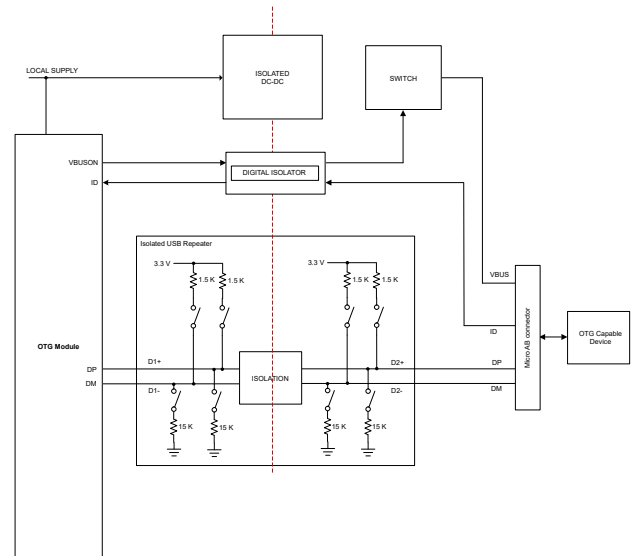 ISOLATED
DC-DC
SWITCH
LOCAL SUPPLY
VBUSON
ID
DIGITAL ISOLATOR
Isolated USB Repeater
3.3 V
1.5 K
1.5 K
3.3 V
1.5 K
1.5 K
VBUS
ID
Micro AB connector
OTG Capable
Device
OTG Module
DP
DM
D1+
D1-
ISOLATION
D2+
D2-
DP
DM
15 K
15 K
15 K
15 K